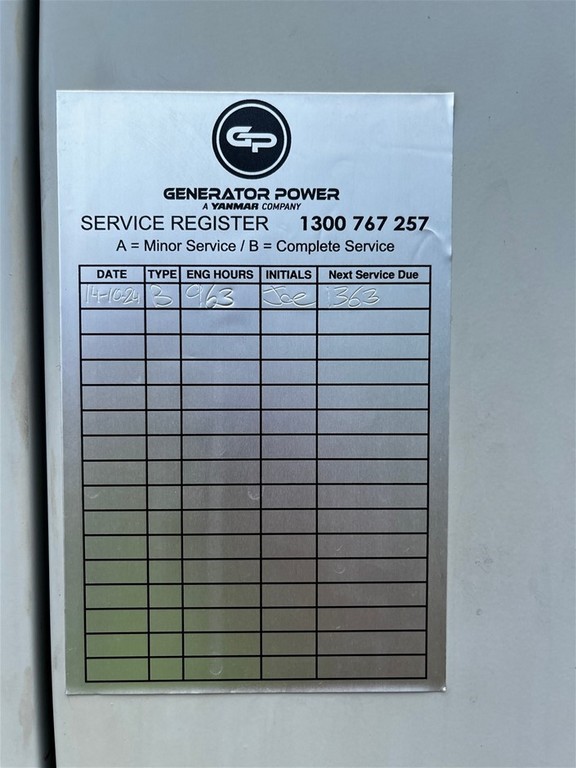 GP
GENERATOR POWER
A YANMAR COMPANY
SERVICE REGISTER 1300 767 257
A = Minor Service / B = Complete Service
DATE TYPE ENG HOURS INITIALS Next Service Due
14-10-24 B 963 Joe 1363